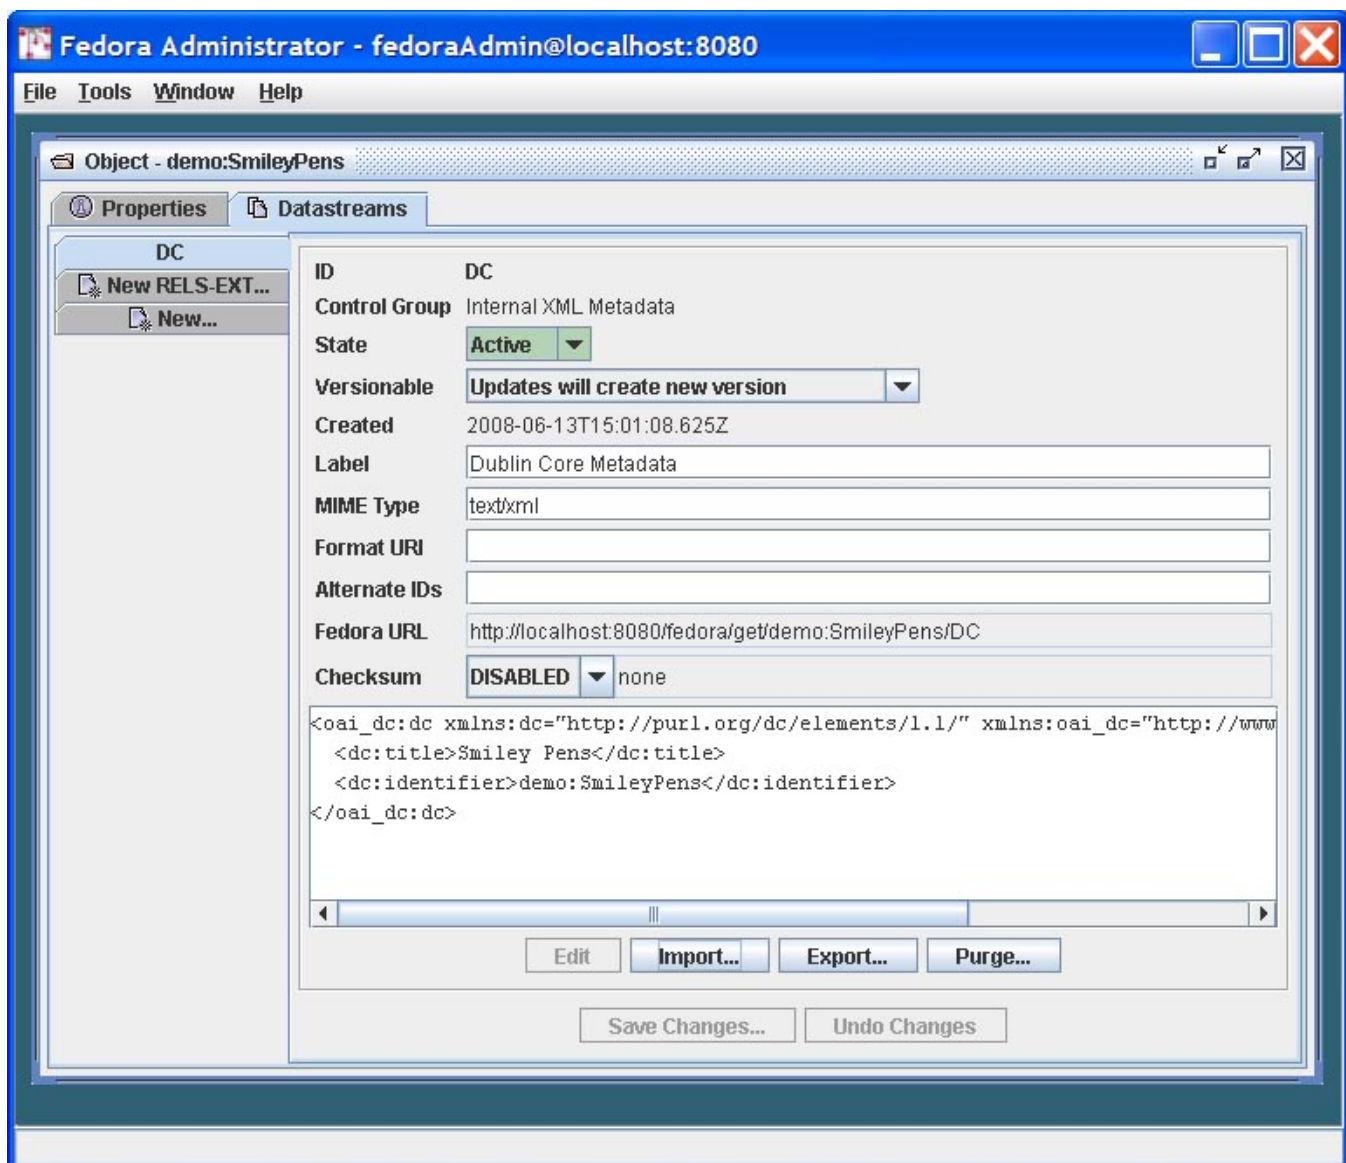 Fedora Administrator - fedoraAdmin@localhost:8080
File Tools Window Help
Object - demo:SmileyPens
Properties Datastreams
DC
New RELS-EXT...
New...
ID DC
Control Group Internal XML Metadata
State Active
Versionable Updates will create new version
Created 2008-06-13T15:01:08.625Z
Label Dublin Core Metadata
MIME Type text/xml
Format URI
Alternate IDs
Fedora URL http://localhost:8080/fedora/get/demo:SmileyPens/DC
Checksum DISABLED none
<oai_dc:dc xmlns:dc="http://purl.org/dc/elements/1.1/" xmlns:oai_dc="http://www
<dc:title>Smiley Pens</dc:title>
<dc:identifier>demo:SmileyPens</dc:identifier>
</oai_dc:dc>
Edit Import... Export... Purge...
Save Changes... Undo Changes